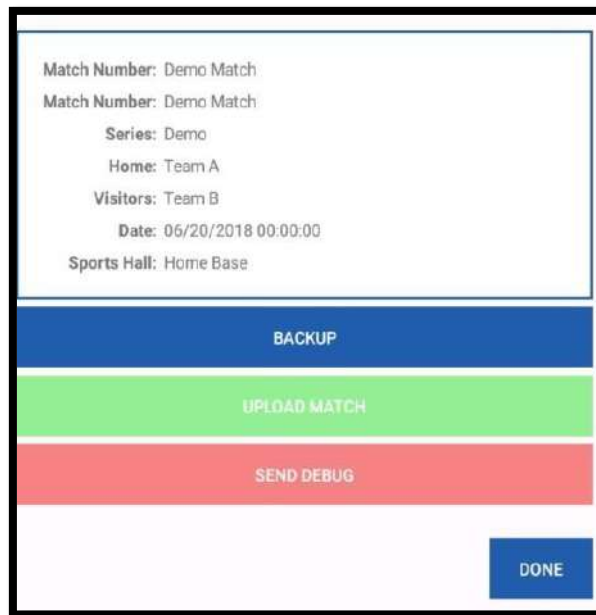 Match Number: Demo Match
Match Number: Demo Match
Series: Demo
Home: Team A
Visitors: Team B
Date: 06/20/2018 00:00:00
Sports Hall: Home Base
BACKUP
UPLOAD MATCH
SEND DEBUG
DONE